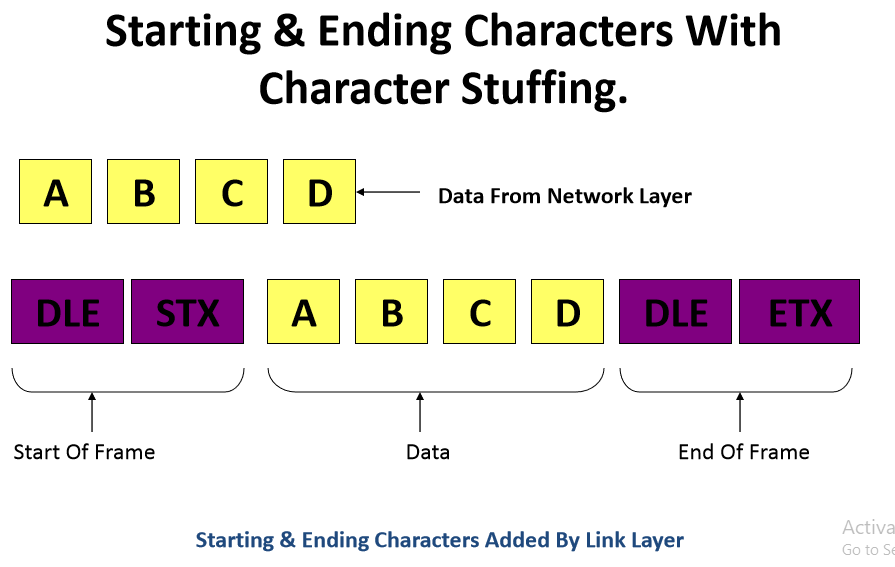 Starting & Ending Characters With
Character Stuffing.
A B C D Data From Network Layer
DLE STX A B C D DLE ETX
Start Of Frame Data End Of Frame
Starting & Ending Characters Added By Link Layer
Activa
Go to Se